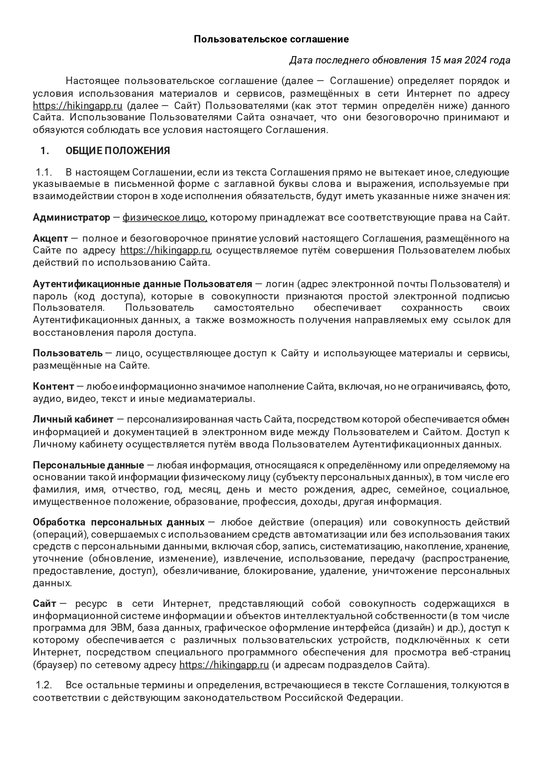 Пользовательское соглашение
Дата последнего обновления 15 мая 2024 года
Настоящее пользовательское соглашение (далее — Соглашение) определяет порядок и
условия использования материалов и сервисов, размещённых в сети Интернет по адресу
https://hikingapp.ru (далее — Сайт) Пользователями (как этот термин определён ниже) данного
Сайта. Использование Пользователями Сайта означает, что они безоговорочно принимают и
обязуются соблюдать все условия настоящего Соглашения.
1. ОБЩИЕ ПОЛОЖЕНИЯ
1.1. В настоящем Соглашении, если из текста Соглашения прямо не вытекает иное, следующие
указываемые в письменной форме с заглавной буквы слова и выражения, используемые при
взаимодействии сторон в ходе исполнения обязательств, будут иметь указанные ниже значения:
Администратор — физическое лицо, которому принадлежат все соответствующие права на Сайт.
Акцепт — полное и безоговорочное принятие условий настоящего Соглашения, размещённого на
Сайте по адресу https://hikingapp.ru, осуществляемое путём совершения Пользователем любых
действий по использованию Сайта.
Аутентификационные данные Пользователя — логин (адрес электронной почты Пользователя) и
пароль (код доступа), которые в совокупности признаются простой электронной подписью
Пользователя. Пользователь самостоятельно обеспечивает сохранность своих
Аутентификационных данных, а также возможность получения направляемых ему ссылок для
восстановления пароля доступа.
Пользователь — лицо, осуществляющее доступ к Сайту и использующее материалы и сервисы,
размещённые на Сайте.
Контент — любое информационно значимое наполнение Сайта, включая, но не ограничиваясь, фото,
аудио, видео, текст и иные медиаматериалы.
Личный кабинет — персонализированная часть Сайта, посредством которой обеспечивается обмен
информацией и документацией в электронном виде между Пользователем и Сайтом. Доступ к
Личному кабинету осуществляется путём ввода Пользователем Аутентификационных данных.
Персональные данные — любая информация, относящаяся к определённому или определяемому на
основании такой информации физическому лицу (субъекту персональных данных), в том числе его
фамилия, имя, отчество, год, месяц, день и место рождения, адрес, семейное, социальное,
имущественное положение, образование, профессия, доходы, другая информация.
Обработка персональных данных — любое действие (операция) или совокупность действий
(операций), совершаемых с использованием средств автоматизации или без использования таких
средств с персональными данными, включая сбор, запись, систематизацию, накопление, хранение,
уточнение (обновление, изменение), извлечение, использование, передачу (распространение,
предоставление, доступ), обезличивание, блокирование, удаление, уничтожение персональных
данных.
Сайт — ресурс в сети Интернет, представляющий собой совокупность содержащихся в
информационной системе информации и объектов интеллектуальной собственности (в том числе
программа для ЭВМ, база данных, графическое оформление интерфейса (дизайн) и др.), доступ к
которому обеспечивается с различных пользовательских устройств, подключённых к сети
Интернет, посредством специального программного обеспечения для просмотра веб-страниц
(браузер) по сетевому адресу https://hikingapp.ru (и адресам подразделов Сайта).
1.2. Все остальные термины и определения, встречающиеся в тексте Соглашения, толкуются в
соответствии с действующим законодательством Российской Федерации.